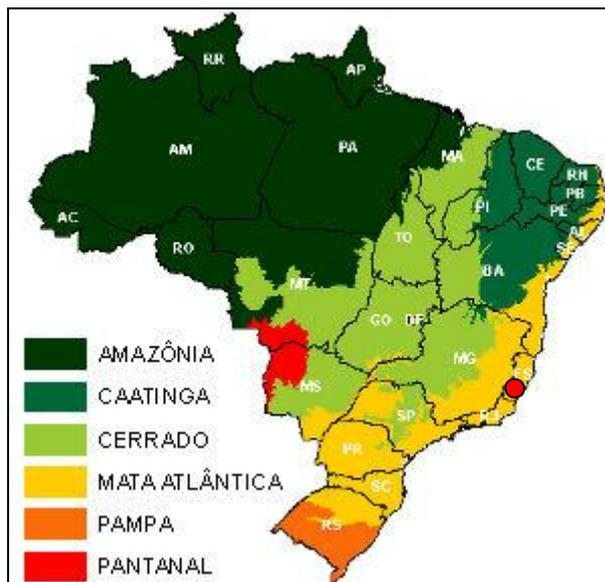 RR
AP
AM
PA
MA
CE
RN
PB
PE
AL
SE
PI
AC
RO
TO
BA
MT
GO
DF
MG
ES
MS
SP
RJ
PR
SC
RS
AMAZÔNIA
CAATINGA
CERRADO
MATA ATLÂNTICA
PAMPA
PANTANAL